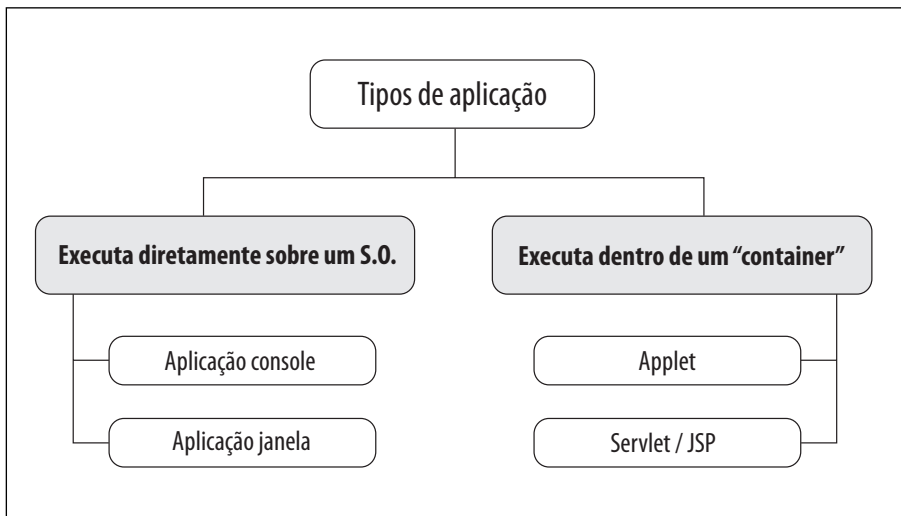 Tipos de aplicação
Executa diretamente sobre um S.O.
Executa dentro de um “container”
Aplicação console
Applet
Aplicação janela
Servlet / JSP